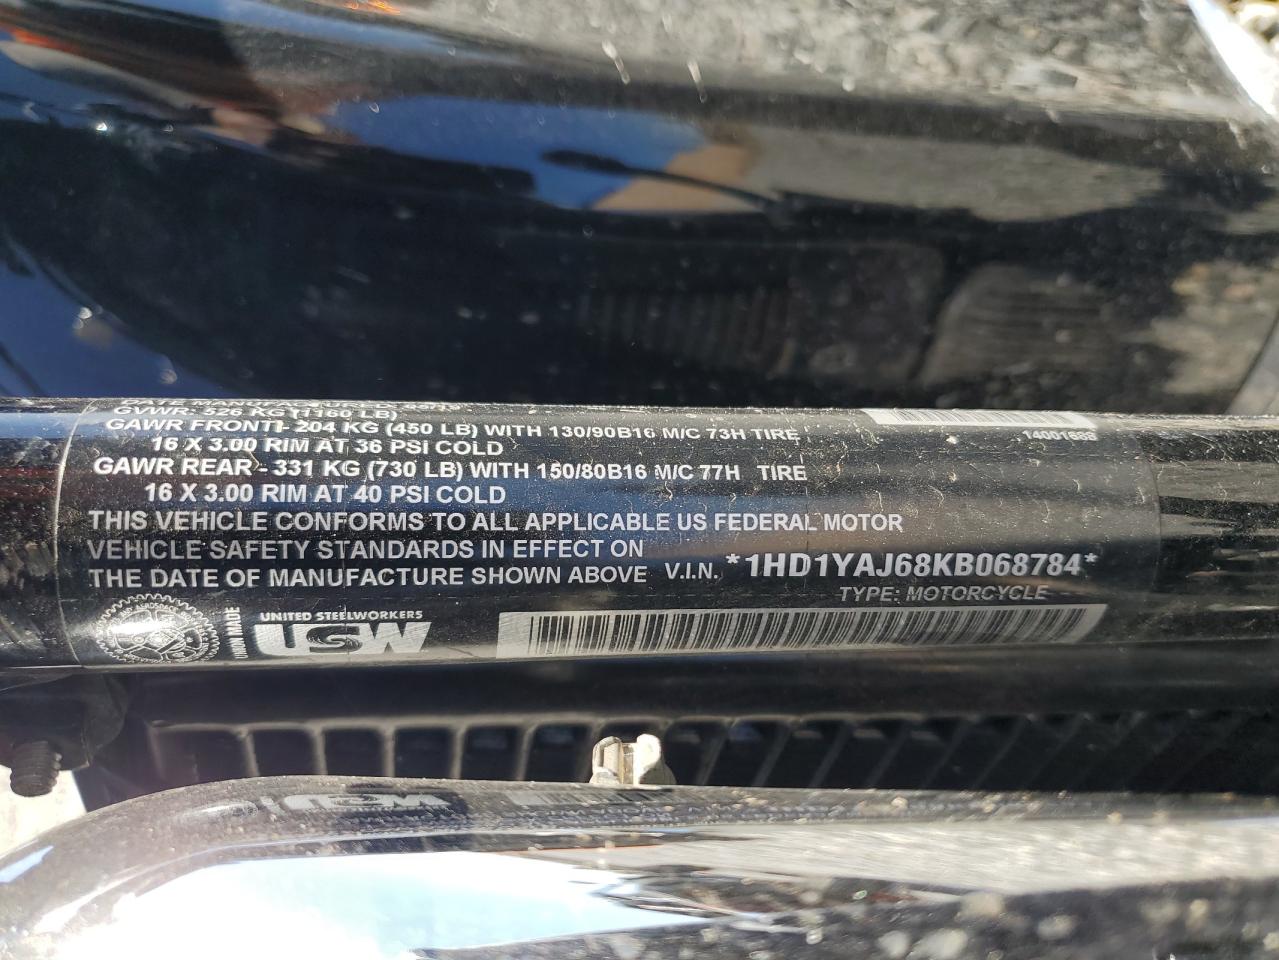 GVWR: 526 KG (1160 LB)
GAWR FRONT - 204 KG (450 LB) WITH 130/90B16 M/C 73H TIRE
16 X 3.00 RIM AT 36 PSI COLD
14001688
GAWR REAR - 331 KG (730 LB) WITH 150/80B16 M/C 77H TIRE
16 X 3.00 RIM AT 40 PSI COLD
THIS VEHICLE CONFORMS TO ALL APPLICABLE US FEDERAL MOTOR
VEHICLE SAFETY STANDARDS IN EFFECT ON
THE DATE OF MANUFACTURE SHOWN ABOVE V.I.N. *1HD1YAJ68KB068784*
TYPE: MOTORCYCLE
UNION MADE
UNITED STEELWORKERS
USW